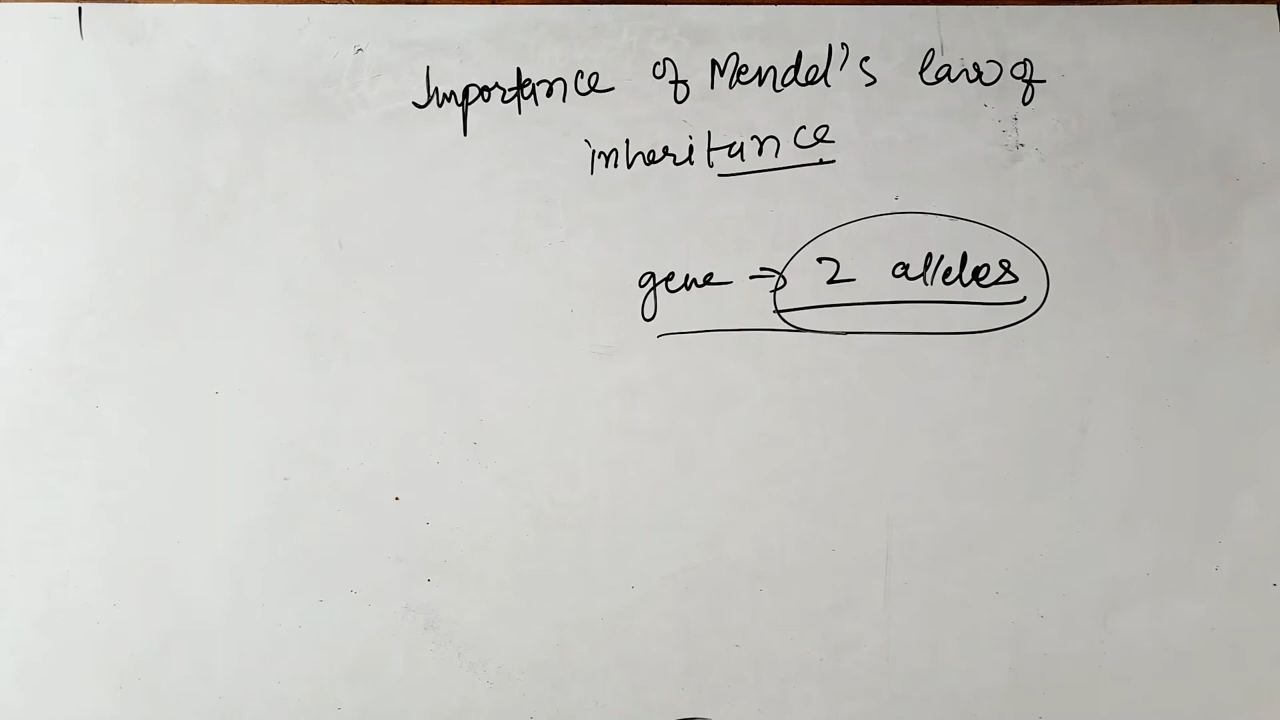 Importance of Mendel's law of
inheritance
gene ⇒ 2 alleles